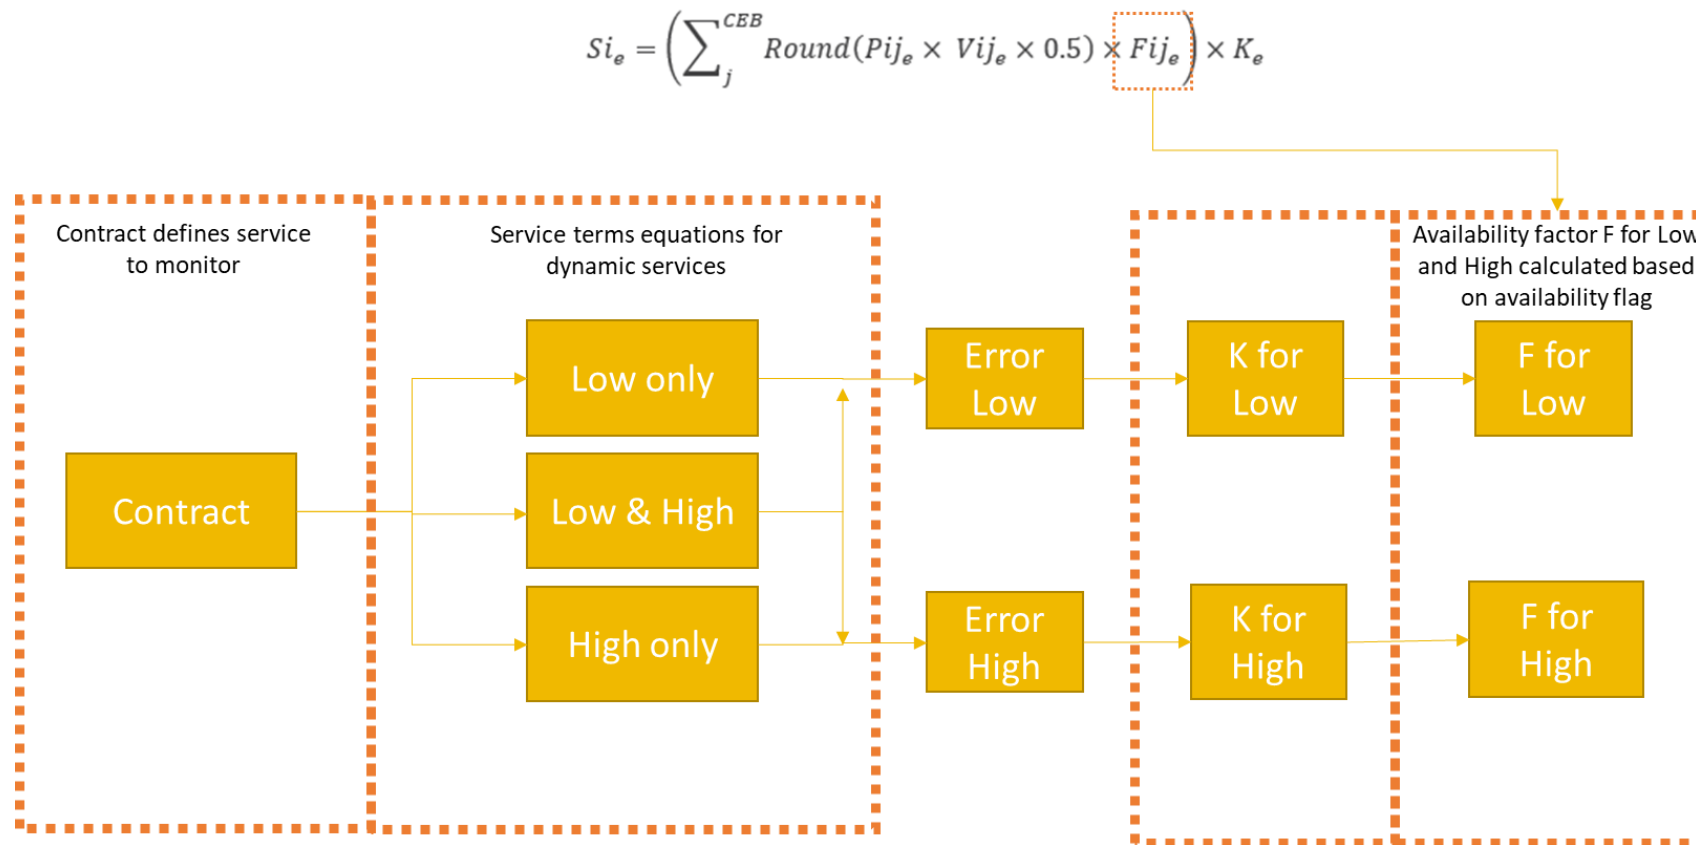 Si_e = (∑_j^CEB Round(Pij_e × Vij_e × 0.5) × Fij_e) × K_e
Contract defines service
to monitor
Service terms equations for
dynamic services
Availability factor F for Low
and High calculated based
on availability flag
Contract
Low only
Low & High
High only
Error
Low
Error
High
K for
Low
K for
High
F for
Low
F for
High